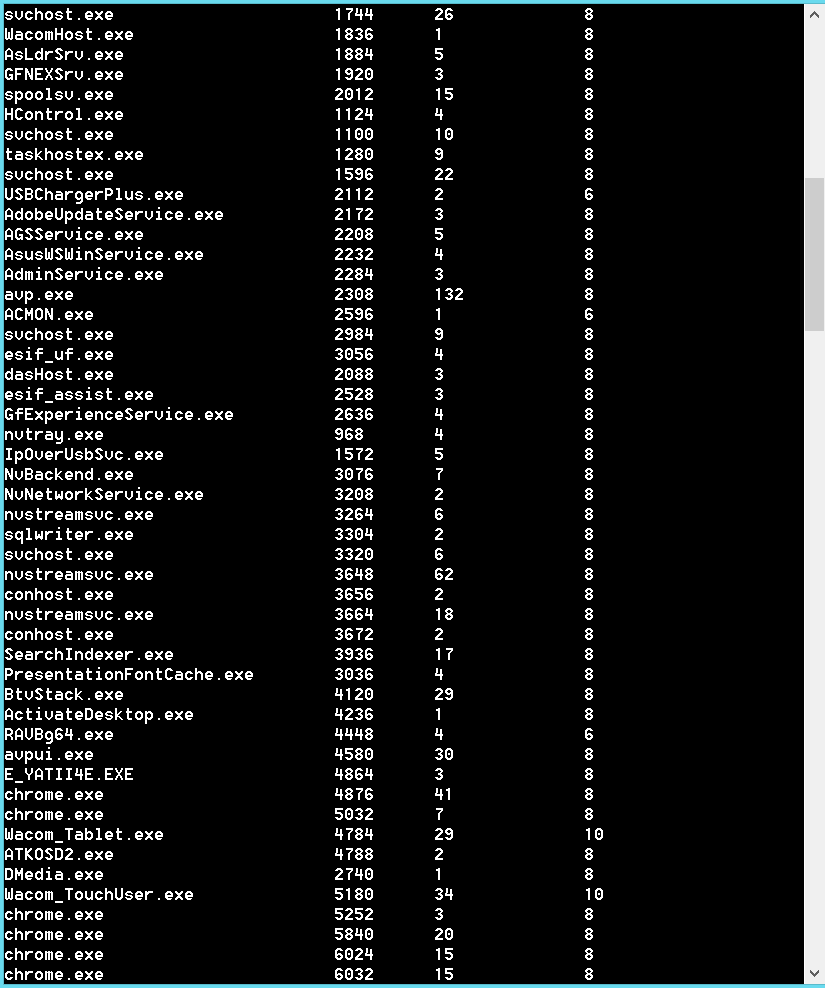 svchost.exe 1744 26 8
WacomHost.exe 1836 1 8
AsLdrSrv.exe 1884 5 8
GFNEXSrv.exe 1920 3 8
spoolsv.exe 2012 15 8
HControl.exe 1124 4 8
svchost.exe 1100 10 8
taskhostex.exe 1280 9 8
svchost.exe 1596 22 8
USBChargerPlus.exe 2112 2 6
AdobeUpdateService.exe 2172 3 8
AGSService.exe 2208 5 8
AsusWSWinService.exe 2232 4 8
AdminService.exe 2284 3 8
avp.exe 2308 132 8
ACMON.exe 2596 1 6
svchost.exe 2984 9 8
esif_uf.exe 3056 4 8
dasHost.exe 2088 3 8
esif_assist.exe 2528 3 8
GfExperienceService.exe 2636 4 8
nvtray.exe 968 4 8
IpOverUsbSvc.exe 1572 5 8
NvBackend.exe 3076 7 8
NvNetworkService.exe 3208 2 8
nvstreamsvc.exe 3264 6 8
sqlwriter.exe 3304 2 8
svchost.exe 3320 6 8
nvstreamsvc.exe 3648 62 8
conhost.exe 3656 2 8
nvstreamsvc.exe 3664 18 8
conhost.exe 3672 2 8
SearchIndexer.exe 3936 17 8
PresentationFontCache.exe 3036 4 8
BtvStack.exe 4120 29 8
ActivateDesktop.exe 4236 1 8
RAVBg64.exe 4448 4 6
avpui.exe 4580 30 8
E_YATII4E.EXE 4864 3 8
chrome.exe 4876 41 8
chrome.exe 5032 7 8
Wacom_Tablet.exe 4784 29 10
ATKOSD2.exe 4788 2 8
DMedia.exe 2740 1 8
Wacom_TouchUser.exe 5180 34 10
chrome.exe 5252 3 8
chrome.exe 5840 20 8
chrome.exe 6024 15 8
chrome.exe 6032 15 8